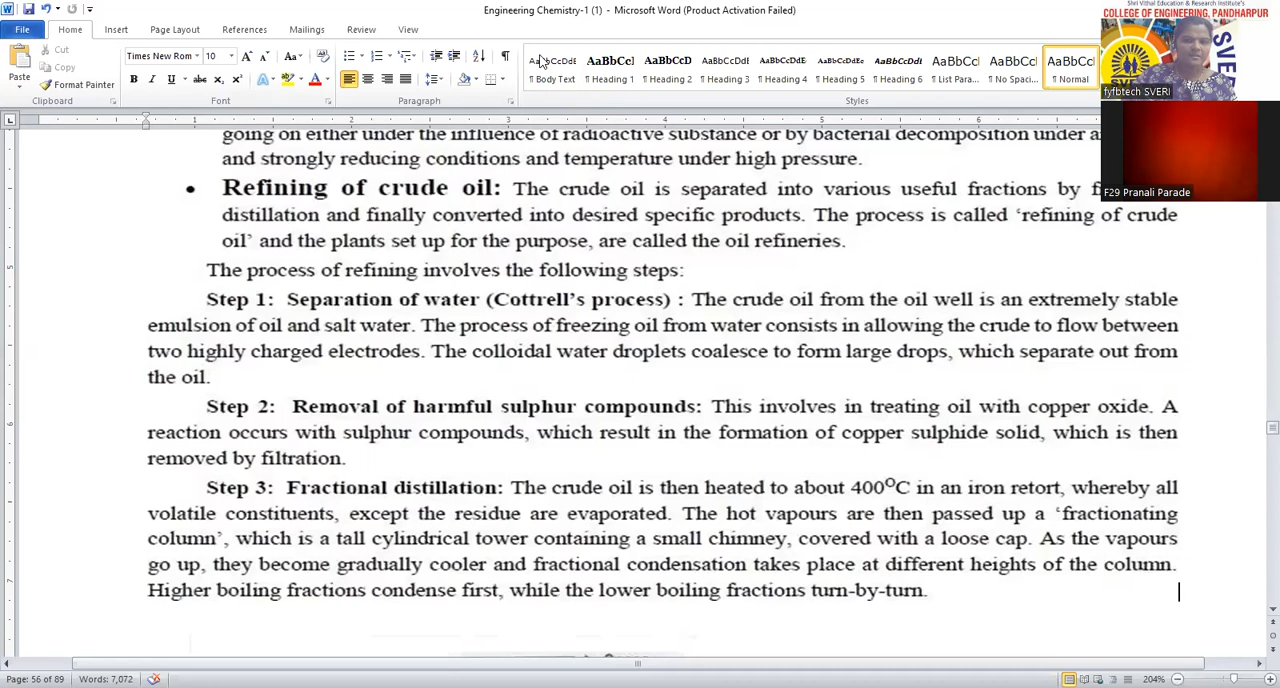 Engineering Chemistry-1 (1) - Microsoft Word (Product Activation Failed)
Shri Vithal Education & Research Institute's
COLLEGE OF ENGINEERING, PANDHARPUR
File Home Insert Page Layout References Mailings Review View
Paste Cut Copy Format Painter
Times New Rom 10
AaBbCcDdE AaBbCc] AaBbCcD AaBbCcDdI AaBbCcDdE AaBbCcDdEe AaBbCcDdi AaBbCcI AaBbCcI AaBbCcI
¶ Body Text ¶ Heading 1 ¶ Heading 2 ¶ Heading 3 ¶ Heading 4 ¶ Heading 5 ¶ Heading 6 ¶ List Para... ¶ No Spaci... ¶ Normal
Clipboard Font Paragraph Styles
SVERI
fyfbtech SVERI
F29 Pranali Parade
going on either under the influence of radioactive substance or by bacterial decomposition under
and strongly reducing conditions and temperature under high pressure.
• Refining of crude oil: The crude oil is separated into various useful fractions by
distillation and finally converted into desired specific products. The process is called ‘refining of crude
oil’ and the plants set up for the purpose, are called the oil refineries.
The process of refining involves the following steps:
Step 1: Separation of water (Cottrell’s process) : The crude oil from the oil well is an extremely stable
emulsion of oil and salt water. The process of freezing oil from water consists in allowing the crude to flow between
two highly charged electrodes. The colloidal water droplets coalesce to form large drops, which separate out from
the oil.
Step 2: Removal of harmful sulphur compounds: This involves in treating oil with copper oxide. A
reaction occurs with sulphur compounds, which result in the formation of copper sulphide solid, which is then
removed by filtration.
Step 3: Fractional distillation: The crude oil is then heated to about 400°C in an iron retort, whereby all
volatile constituents, except the residue are evaporated. The hot vapours are then passed up a ‘fractionating
column’, which is a tall cylindrical tower containing a small chimney, covered with a loose cap. As the vapours
go up, they become gradually cooler and fractional condensation takes place at different heights of the column.
Higher boiling fractions condense first, while the lower boiling fractions turn-by-turn.
Page: 56 of 89 Words: 7,072 204%